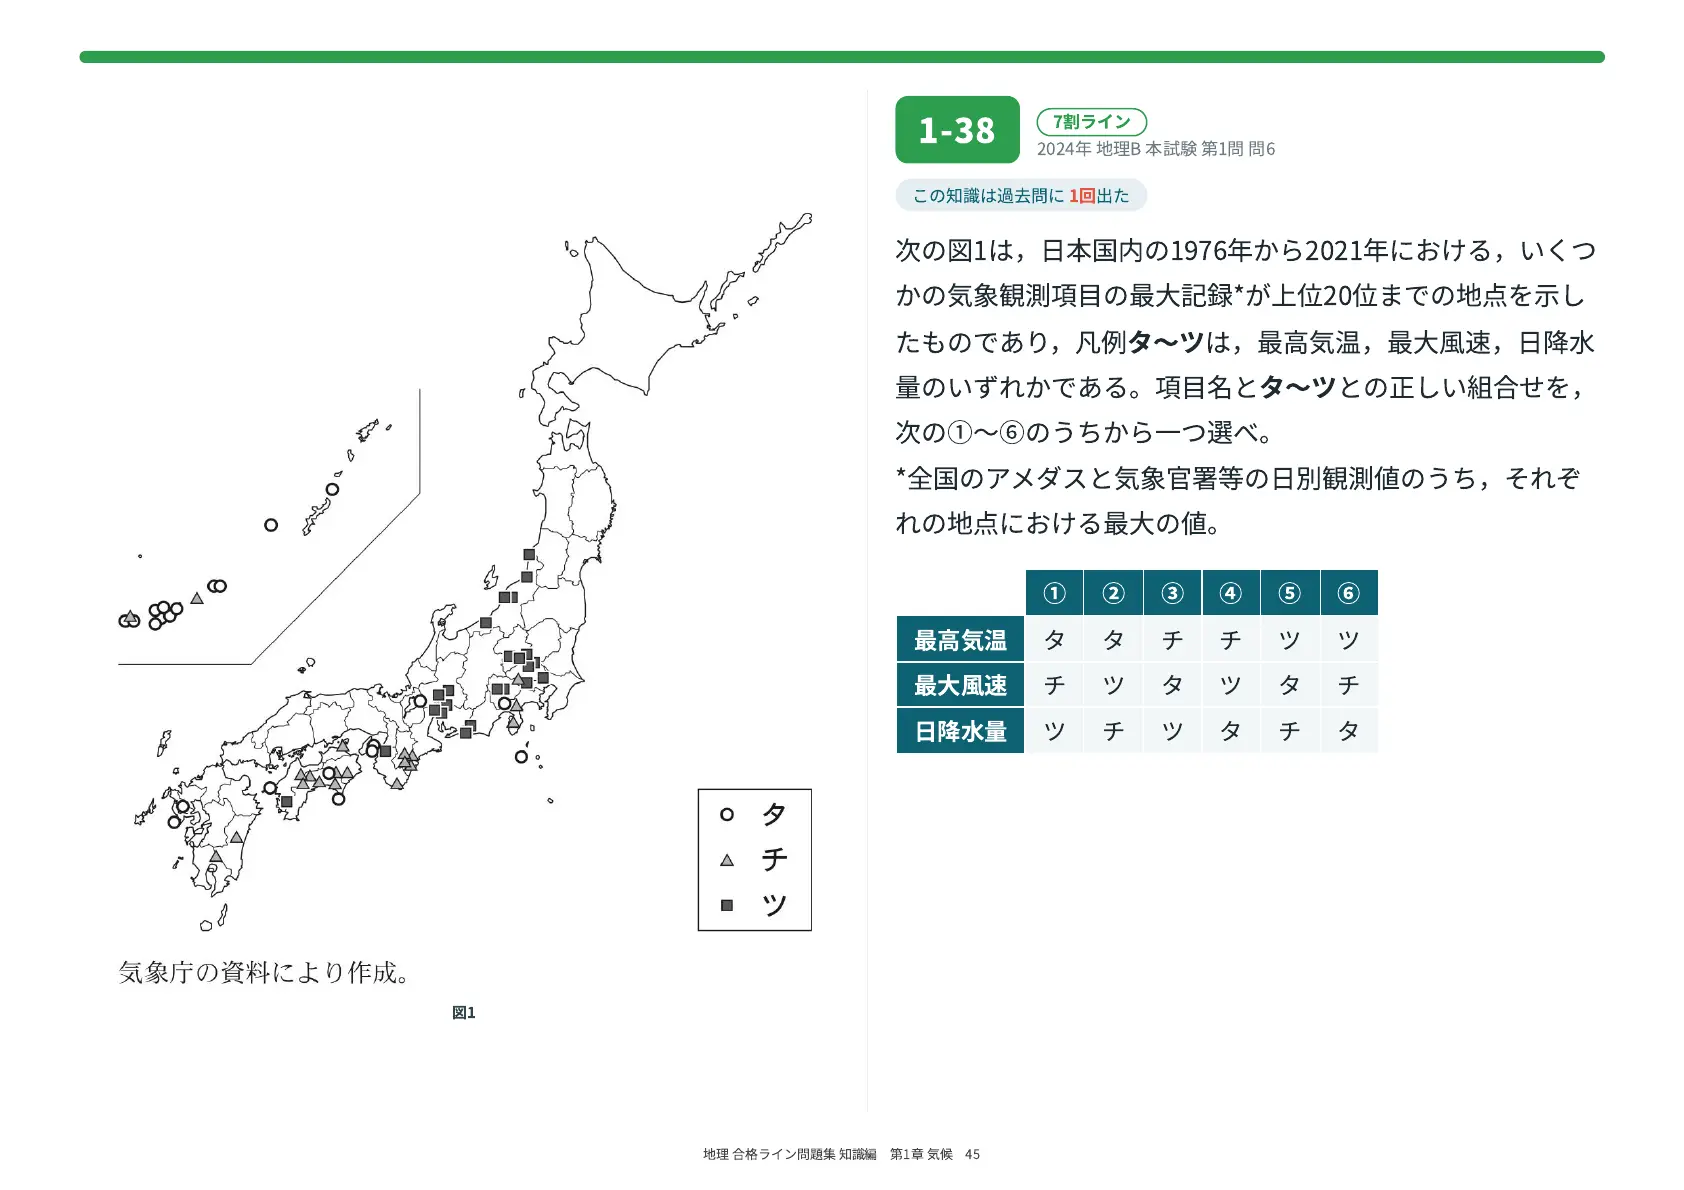 1-38
7割ライン
2024年 地理B 本試験 第1問 問6
この知識は過去問に 1回出た
次の図1は，日本国内の1976年から2021年における，いくつ
かの気象観測項目の最大記録*が上位20位までの地点を示し
たものであり，凡例タ〜ツは，最高気温，最大風速，日降水
量のいずれかである。項目名とタ〜ツとの正しい組合せを，
次の①〜⑥のうちから一つ選べ。
*全国のアメダスと気象官署等の日別観測値のうち，それぞ
れの地点における最大の値。
① ② ③ ④ ⑤ ⑥
最高気温 タ タ チ チ ツ ツ
最大風速 チ ツ タ ツ タ チ
日降水量 ツ チ ツ タ チ タ
タ
チ
ツ
気象庁の資料により作成。
図1
地理 合格ライン問題集 知識編 第1章 気候 45